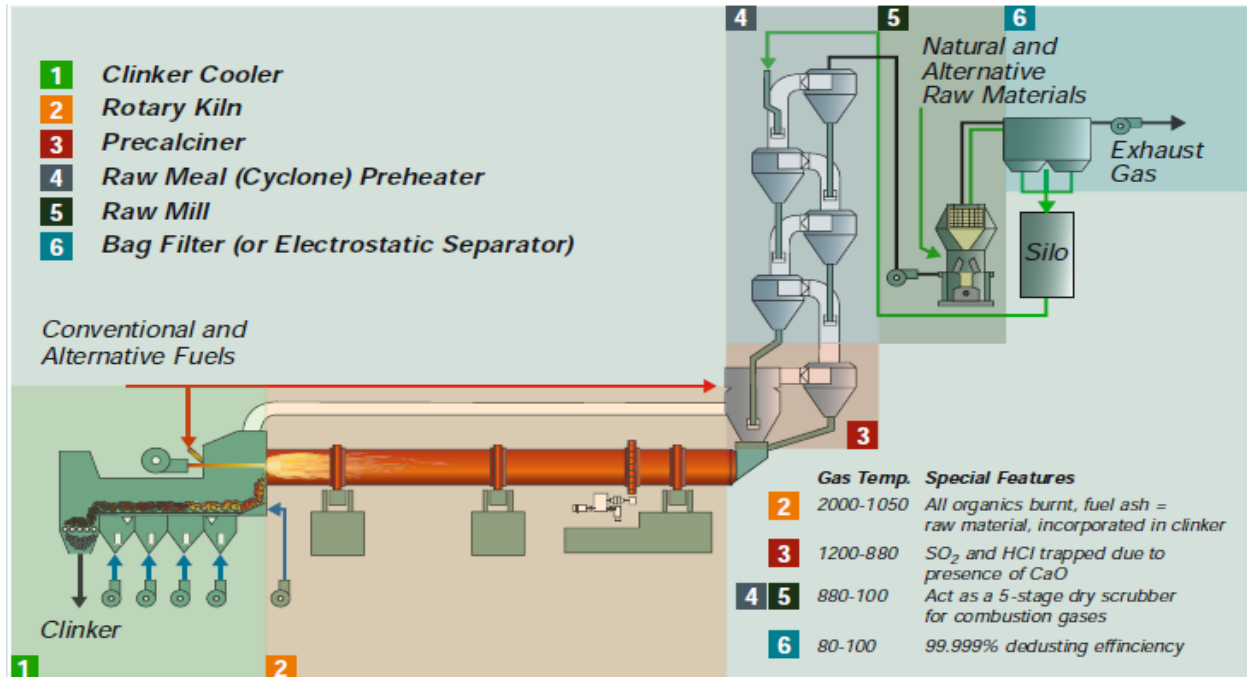 4
5
6
1 Clinker Cooler
2 Rotary Kiln
3 Precalciner
4 Raw Meal (Cyclone) Preheater
5 Raw Mill
6 Bag Filter (or Electrostatic Separator)
Natural and
Alternative
Raw Materials
Exhaust
Gas
Silo
Conventional and
Alternative Fuels
3
Clinker
1
2
Gas Temp. Special Features
2 2000-1050 All organics burnt, fuel ash =
raw material, incorporated in clinker
3 1200-880 SO₂ and HCl trapped due to
presence of CaO
4 5 880-100 Act as a 5-stage dry scrubber
for combustion gases
6 80-100 99.999% dedusting effinciency